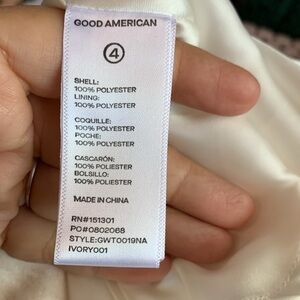 GOOD AMERICAN
4
SHELL:
100% POLYESTER
LINING:
100% POLYESTER
COQUILLE:
100% POLYESTER
POCHE:
100% POLYESTER
CASCARÓN:
100% POLIESTER
BOLSILLO:
100% POLIESTER
MADE IN CHINA
RN#151301
PO#0802068
STYLE:GWT0019NA
IVORY001